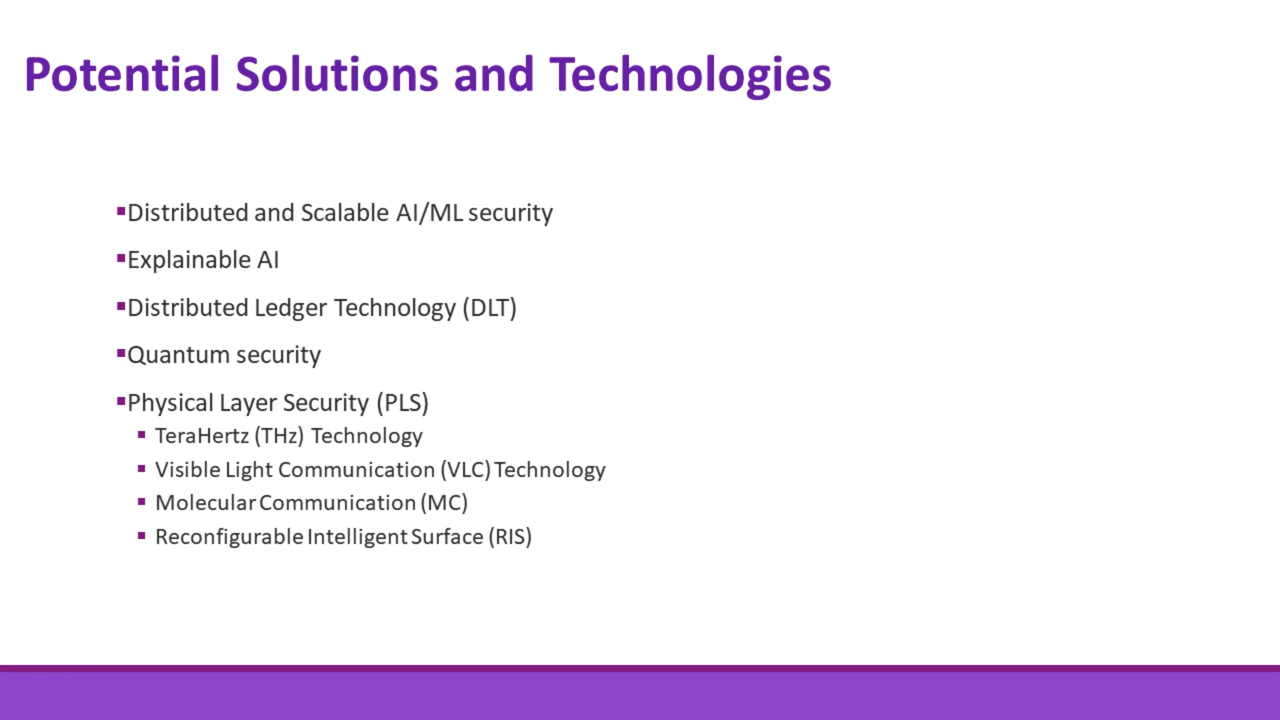 Potential Solutions and Technologies
▪Distributed and Scalable AI/ML security
▪Explainable AI
▪Distributed Ledger Technology (DLT)
▪Quantum security
▪Physical Layer Security (PLS)
▪ TeraHertz (THz) Technology
▪ Visible Light Communication (VLC) Technology
▪ Molecular Communication (MC)
▪ Reconfigurable Intelligent Surface (RIS)